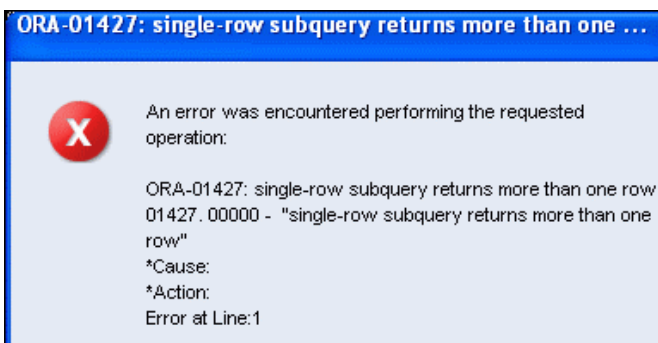 ORA-01427: single-row subquery returns more than one ...
An error was encountered performing the requested
operation:
ORA-01427: single-row subquery returns more than one row
01427. 00000 - "single-row subquery returns more than one
row"
*Cause:
*Action:
Error at Line:1